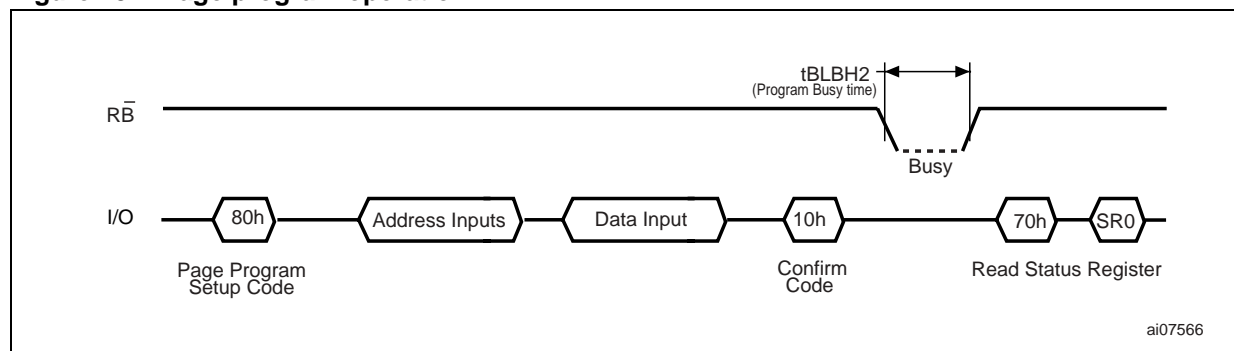 tBLBH2
(Program Busy time)
RB̅
Busy
I/O
80h
Address Inputs
Data Input
10h
70h
SR0
Page Program
Setup Code
Confirm
Code
Read Status Register
ai07566